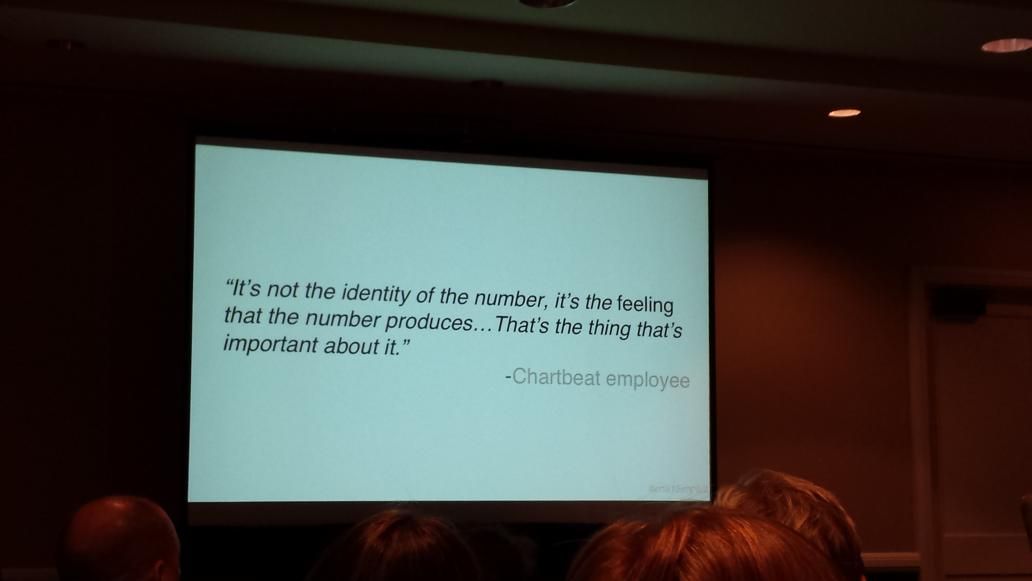 “It’s not the identity of the number, it’s the feeling
that the number produces…That’s the thing that’s
important about it.”
-Chartbeat employee